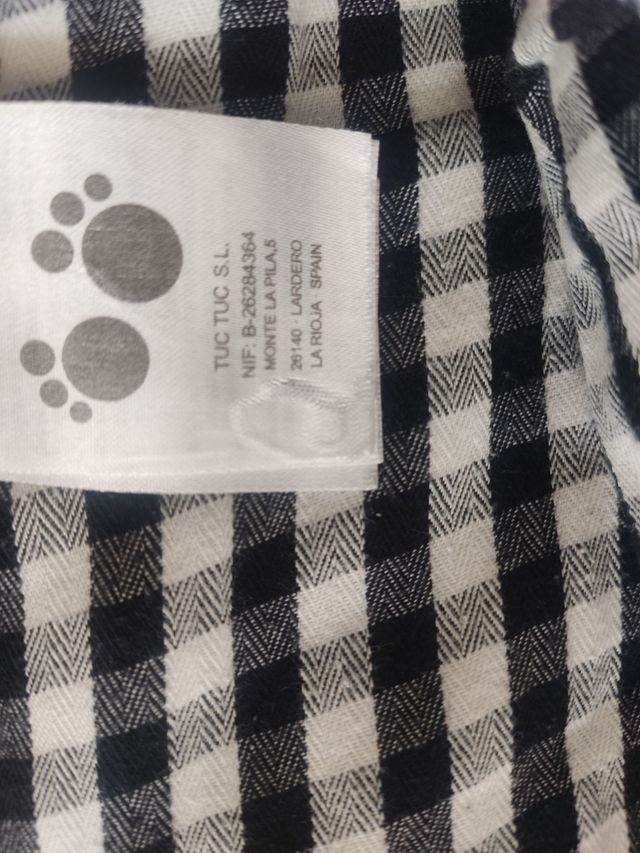 TUC TUC S.L.
NIF: B-26284364
MONTE LA PILA,5
26140 · LARDERO
LA RIOJA · SPAIN